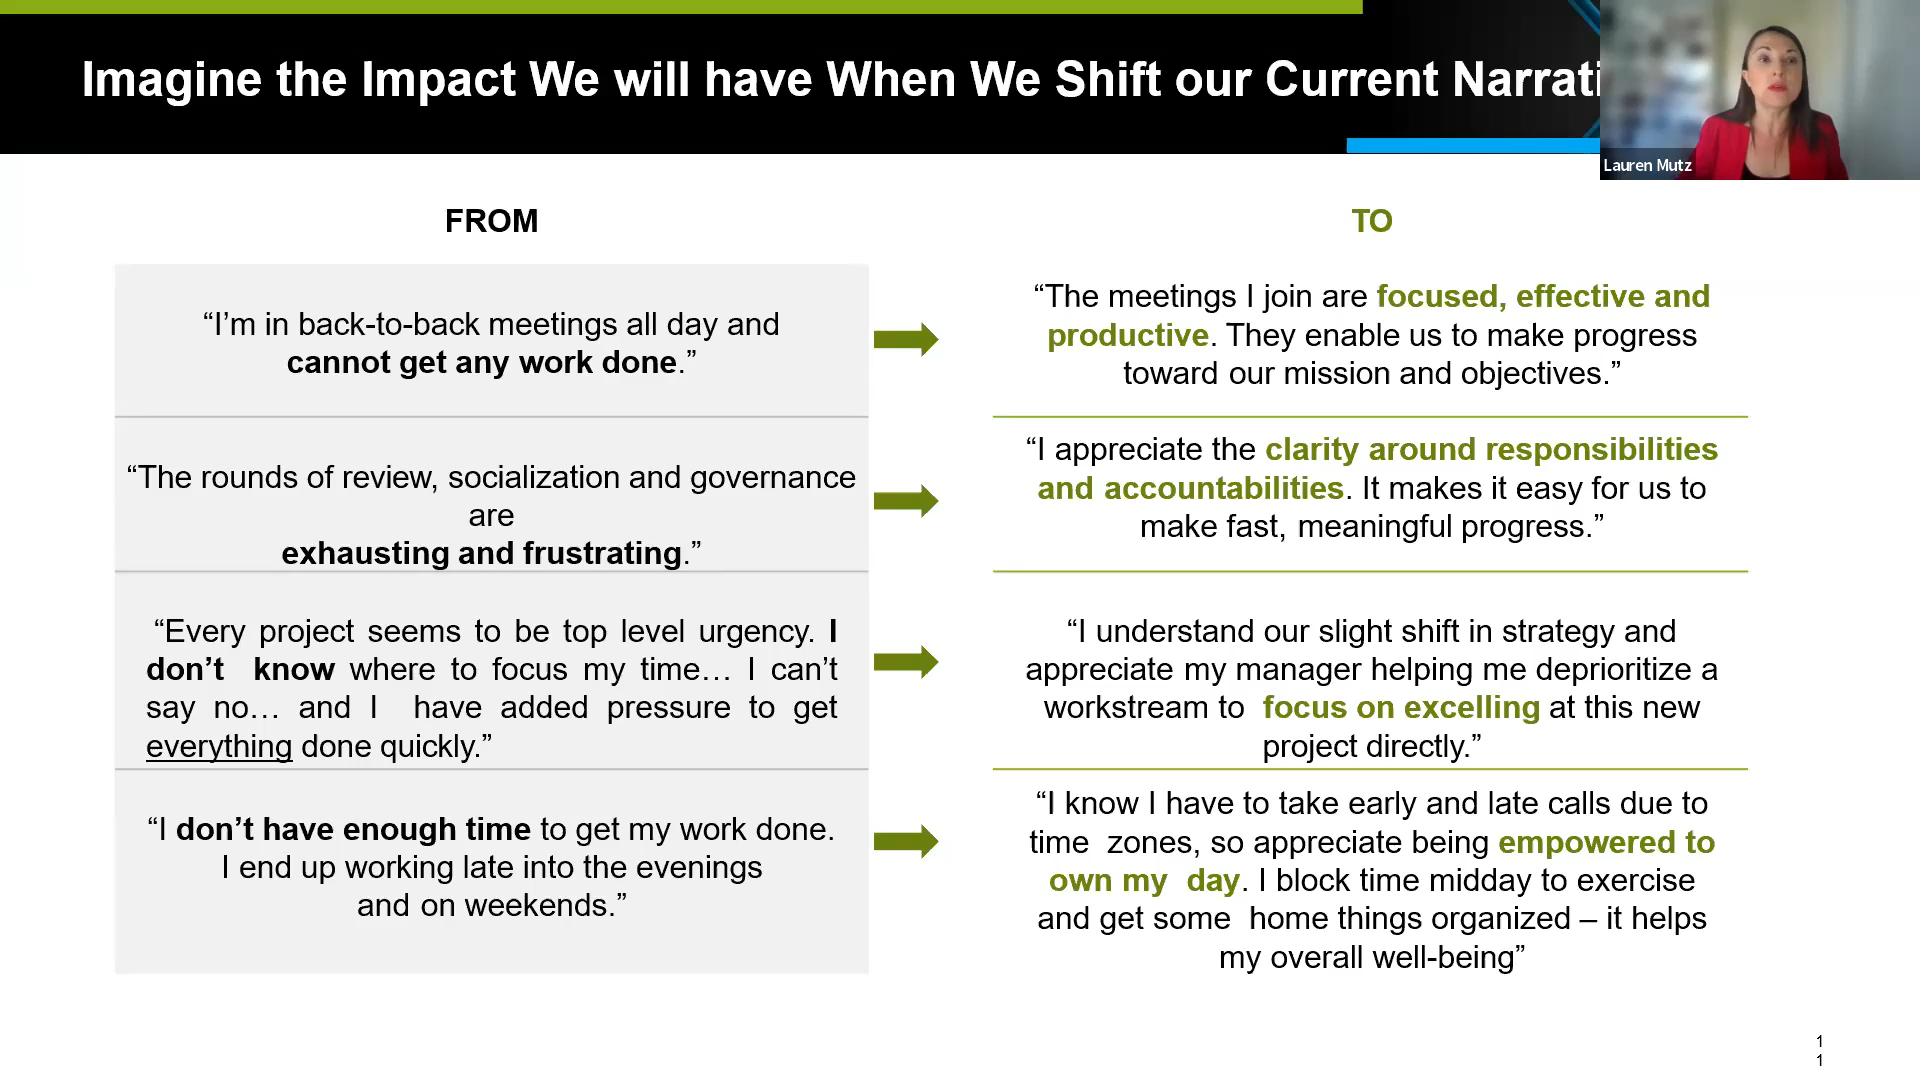 Imagine the Impact We will have When We Shift our Current Narrati
Lauren Mutz
FROM
TO
“I’m in back-to-back meetings all day and
cannot get any work done.”
“The meetings I join are focused, effective and
productive. They enable us to make progress
toward our mission and objectives.”
“The rounds of review, socialization and governance
are
exhausting and frustrating.”
“I appreciate the clarity around responsibilities
and accountabilities. It makes it easy for us to
make fast, meaningful progress.”
“Every project seems to be top level urgency. I
don’t know where to focus my time… I can’t
say no… and I have added pressure to get
everything done quickly.”
“I understand our slight shift in strategy and
appreciate my manager helping me deprioritize a
workstream to focus on excelling at this new
project directly.”
“I don’t have enough time to get my work done.
I end up working late into the evenings
and on weekends.”
“I know I have to take early and late calls due to
time zones, so appreciate being empowered to
own my day. I block time midday to exercise
and get some home things organized – it helps
my overall well-being”
1
1